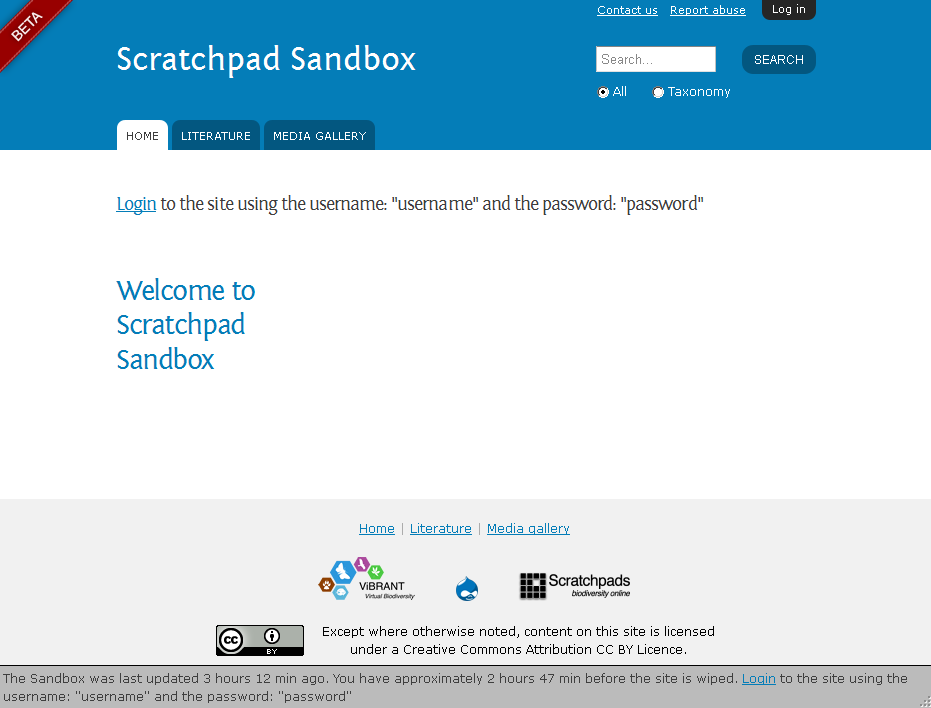 BETA
Contact us Report abuse Log in
Scratchpad Sandbox
Search... SEARCH
All Taxonomy
HOME LITERATURE MEDIA GALLERY
Login to the site using the username: "username" and the password: "password"
Welcome to
Scratchpad
Sandbox
Home | Literature | Media gallery
ViBRANT
Virtual Biodiversity
Scratchpads
biodiversity online
cc BY
Except where otherwise noted, content on this site is licensed
under a Creative Commons Attribution CC BY Licence.
The Sandbox was last updated 3 hours 12 min ago. You have approximately 2 hours 47 min before the site is wiped. Login to the site using the
username: "username" and the password: "password"